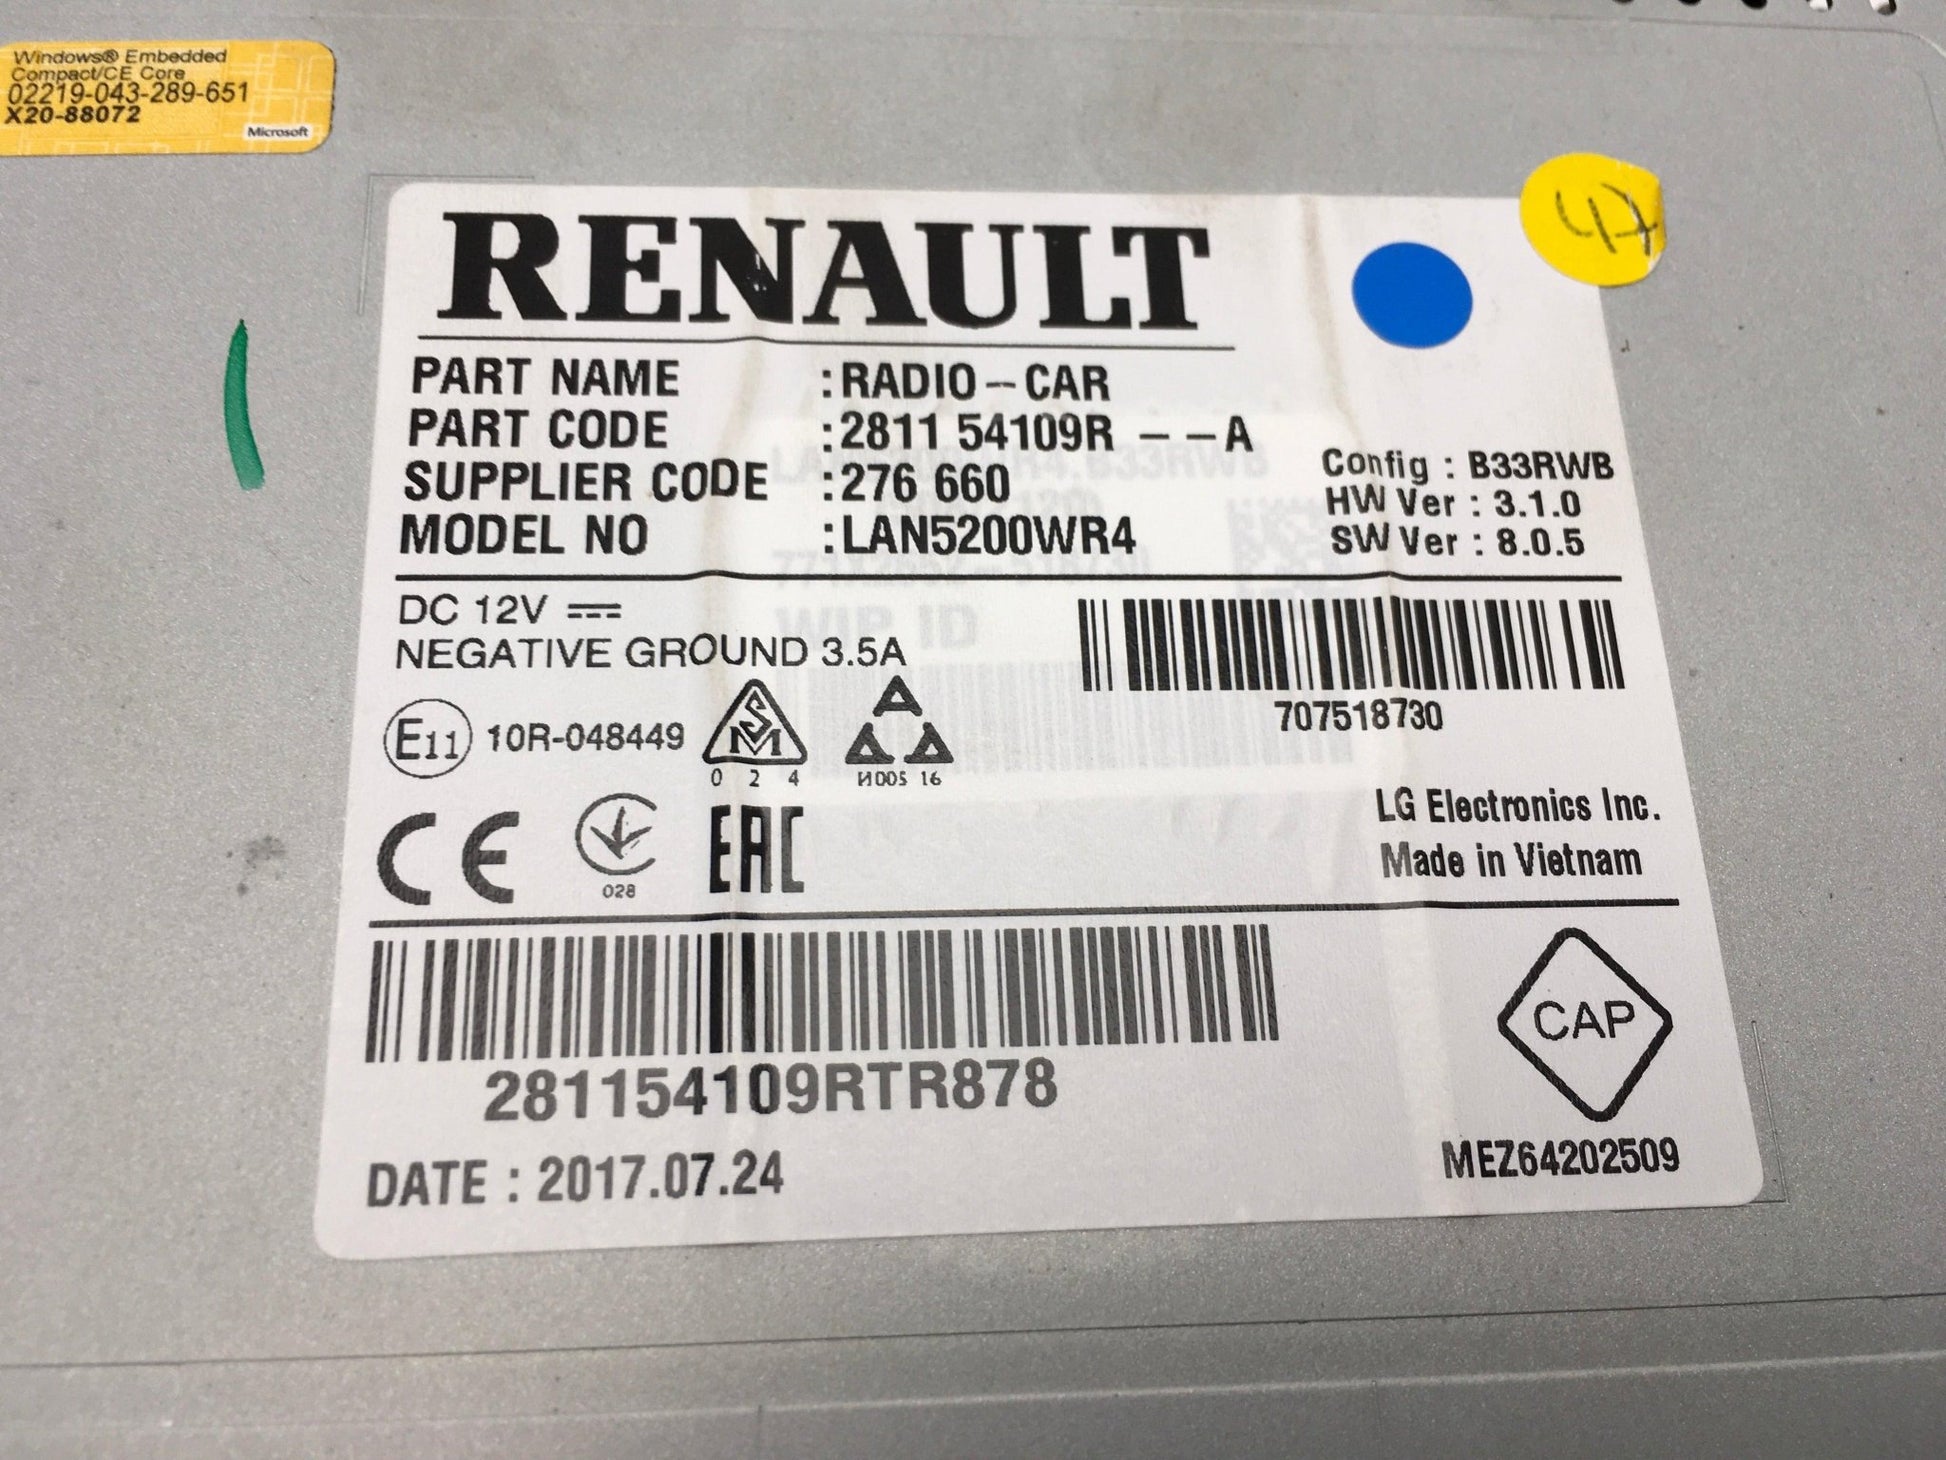 Windows® Embedded
Compact/CE Core
02219-043-289-651
X20-88072
Microsoft
47
RENAULT
PART NAME :RADIO-CAR
PART CODE :2811 54109R --A
SUPPLIER CODE :276 660
MODEL NO :LAN5200WR4
Config : B33RWB
HW Ver : 3.1.0
SW Ver : 8.0.5
DC 12V
NEGATIVE GROUND 3.5A
707518730
E11 10R-048449
SM
0 2 4
И005 16
CE
028
EAC
LG Electronics Inc.
Made in Vietnam
281154109RTR878
CAP
DATE : 2017.07.24
MEZ64202509
WIP ID